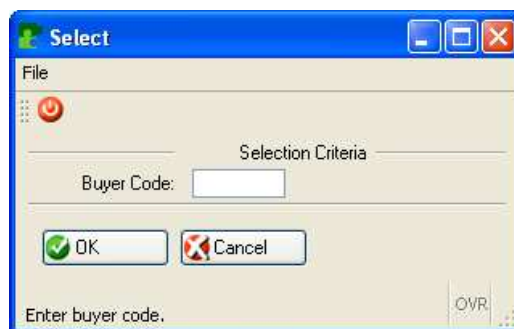 Select
File
Selection Criteria
Buyer Code:
OK Cancel
Enter buyer code. OVR